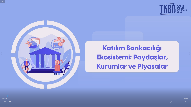 Katılım Bankacılığı
Ekosistemi: Paydaşlar,
Kurumlar ve Piyasalar